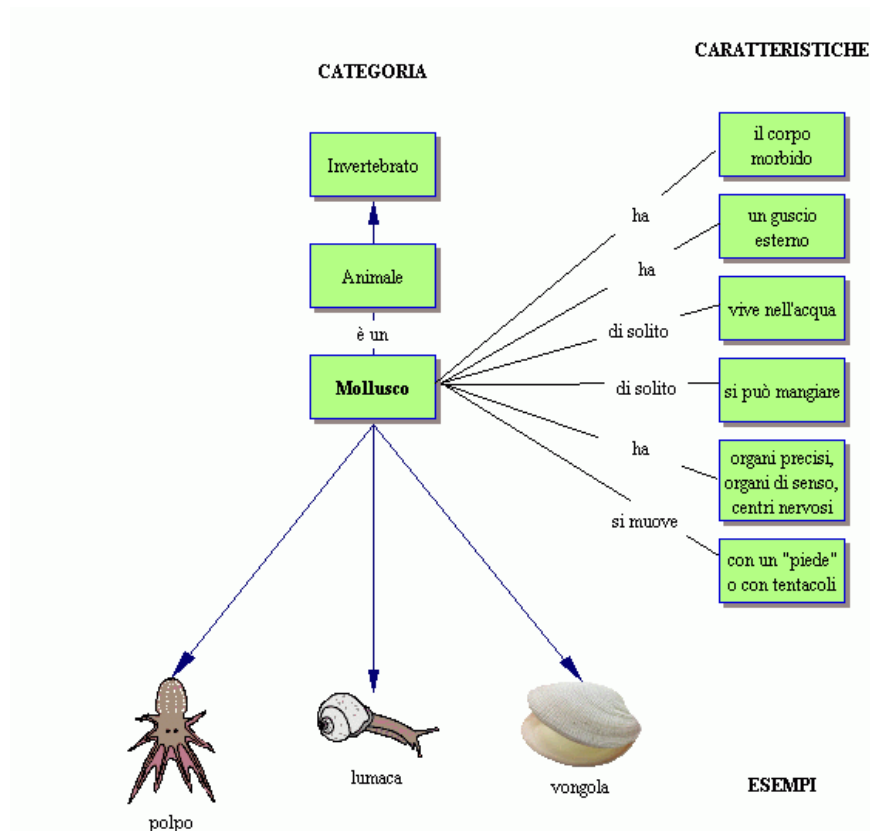 CARATTERISTICHE
CATEGORIA
il corpo
morbido
Invertebrato
ha
un guscio
esterno
ha
Animale
vive nell'acqua
è un
di solito
Mollusco
di solito
si può mangiare
ha
organi precisi,
organi di senso,
centri nervosi
si muove
con un "piede"
o con tentacoli
lumaca
vongola
ESEMPI
polpo